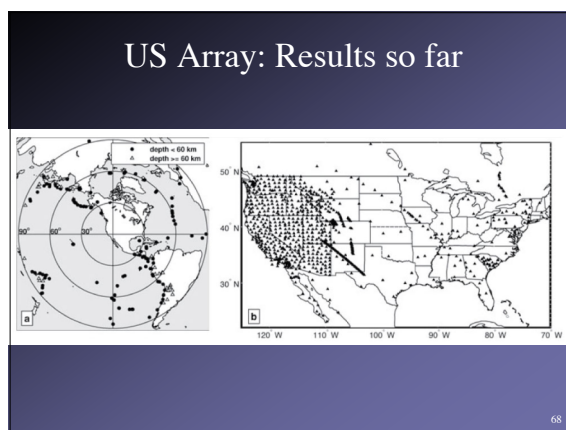 US Array: Results so far
depth < 60 km
depth >= 60 km
90° 60° 30°
a
50° N
40° N
30° N
b
120° W 110° W 100° W 90° W 80° W 70° W
68